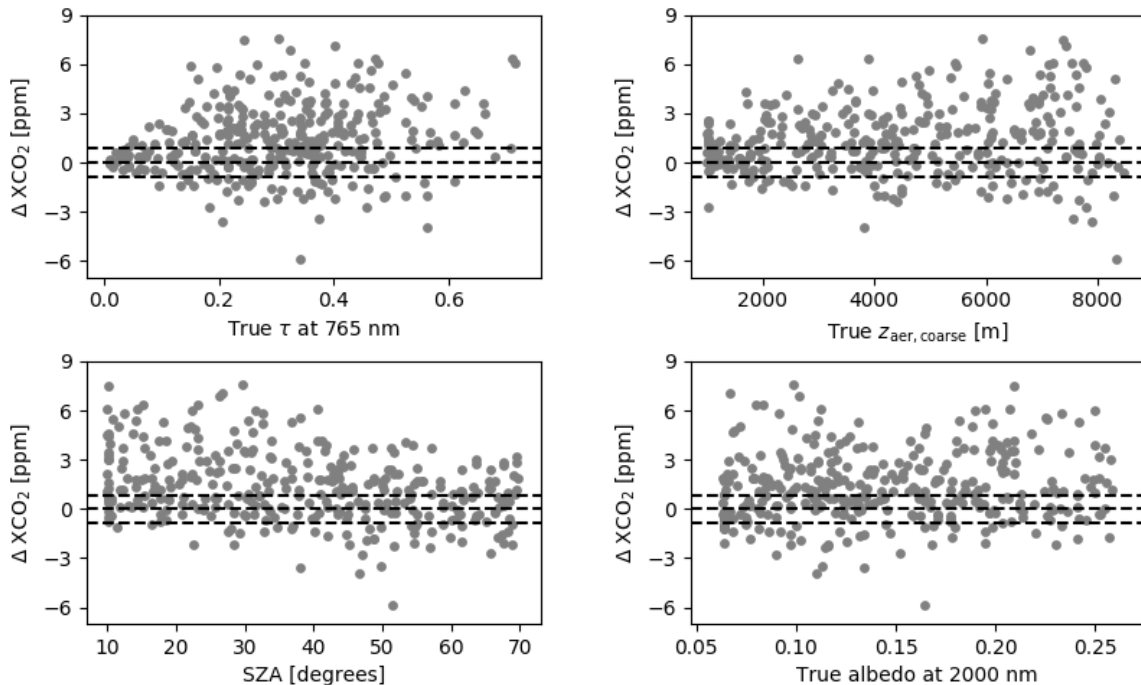 9
6
3
0
−3
−6
Δ XCO₂ [ppm]
0.0 0.2 0.4 0.6
True τ at 765 nm
9
6
3
0
−3
−6
Δ XCO₂ [ppm]
2000 4000 6000 8000
True z_aer, coarse [m]
9
6
3
0
−3
−6
Δ XCO₂ [ppm]
10 20 30 40 50 60 70
SZA [degrees]
9
6
3
0
−3
−6
Δ XCO₂ [ppm]
0.05 0.10 0.15 0.20 0.25
True albedo at 2000 nm